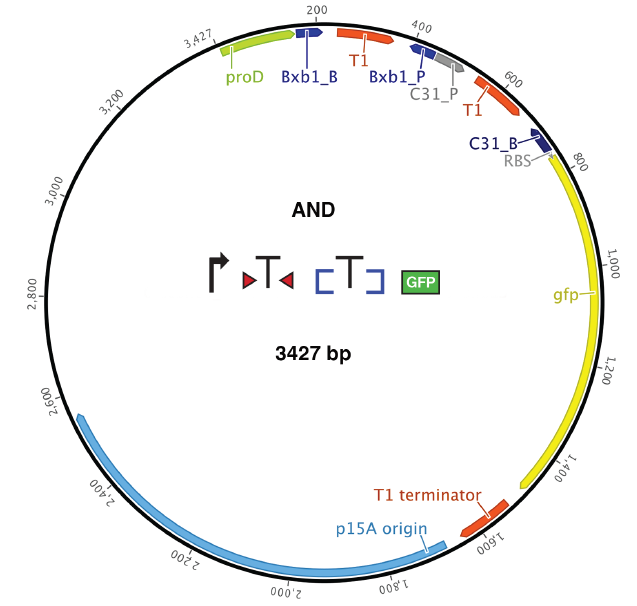 200
3,427
400
proD
Bxb1_B
T1
Bxb1_P
C31_P
600
T1
3,200
C31_B
RBS
800
3,000
AND
T
T
GFP
1,000
2,800
gfp
3427 bp
1,200
2,600
1,400
T1 terminator
2,400
p15A origin
1,600
2,200
1,800
2,000